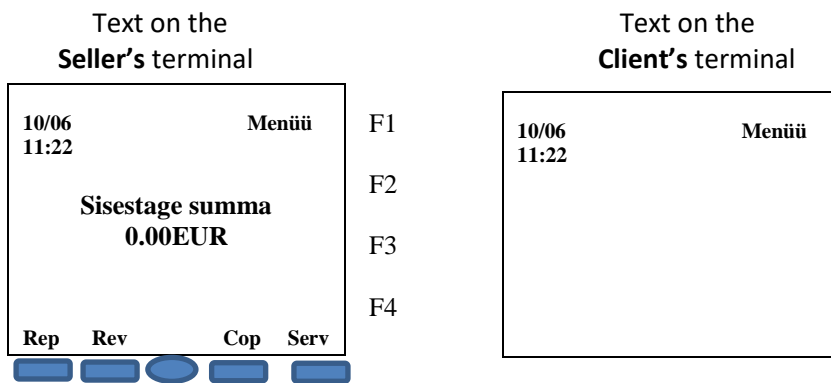 Text on the
Seller’s terminal
10/06 Menüü
11:22
Sisestage summa
0.00EUR
Rep Rev Cop Serv
F1
F2
F3
F4
Text on the
Client’s terminal
10/06 Menüü
11:22